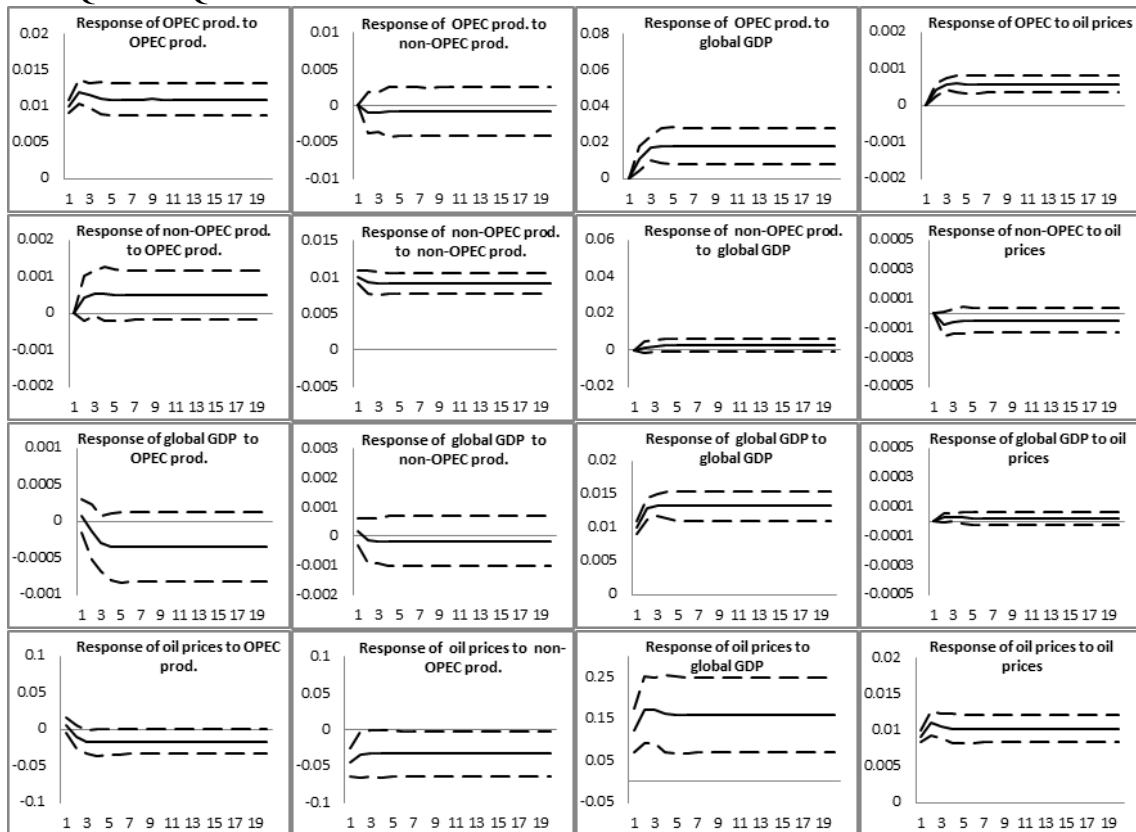 Response of OPEC prod. to
OPEC prod.
0.02
0.015
0.01
0.005
0
1 3 5 7 9 11 13 15 17 19
Response of OPEC prod. to
non-OPEC prod.
0.01
0.005
0
-0.005
-0.01
1 3 5 7 9 11 13 15 17 19
Response of OPEC prod. to
global GDP
0.08
0.06
0.04
0.02
0
1 3 5 7 9 11 13 15 17 19
Response of OPEC to oil prices
0.002
0.001
0
-0.001
-0.002
1 3 5 7 9 11 13 15 17 19
Response of non-OPEC prod.
to OPEC prod.
0.002
0.001
0
-0.001
-0.002
1 3 5 7 9 11 13 15 17 19
Response of non-OPEC prod.
to non-OPEC prod.
0.015
0.01
0.005
0
-0.005
1 3 5 7 9 11 13 15 17 19
Response of non-OPEC prod.
to global GDP
0.06
0.04
0.02
0
-0.02
1 3 5 7 9 11 13 15 17 19
Response of non-OPEC to oil
prices
0.0005
0.0003
0.0001
-0.0001
-0.0003
-0.0005
1 3 5 7 9 11 13 15 17 19
Response of global GDP to
OPEC prod.
0.001
0.0005
0
-0.0005
-0.001
1 3 5 7 9 11 13 15 17 19
Response of global GDP to
non-OPEC prod.
0.003
0.002
0.001
0
-0.001
-0.002
1 3 5 7 9 11 13 15 17 19
Response of global GDP to
global GDP
0.02
0.015
0.01
0.005
0
1 3 5 7 9 11 13 15 17 19
Response of global GDP to oil
prices
0.0005
0.0003
0.0001
-0.0001
-0.0003
-0.0005
1 3 5 7 9 11 13 15 17 19
Response of oil prices to OPEC
prod.
0.1
0.05
0
-0.05
-0.1
1 3 5 7 9 11 13 15 17 19
Response of oil prices to non-
OPEC prod.
0.1
0.05
0
-0.05
-0.1
1 3 5 7 9 11 13 15 17 19
Response of oil prices to
global GDP
0.25
0.15
0.05
-0.05
1 3 5 7 9 11 13 15 17 19
Response of oil prices to oil
prices
0.02
0.015
0.01
0.005
0
1 3 5 7 9 11 13 15 17 19